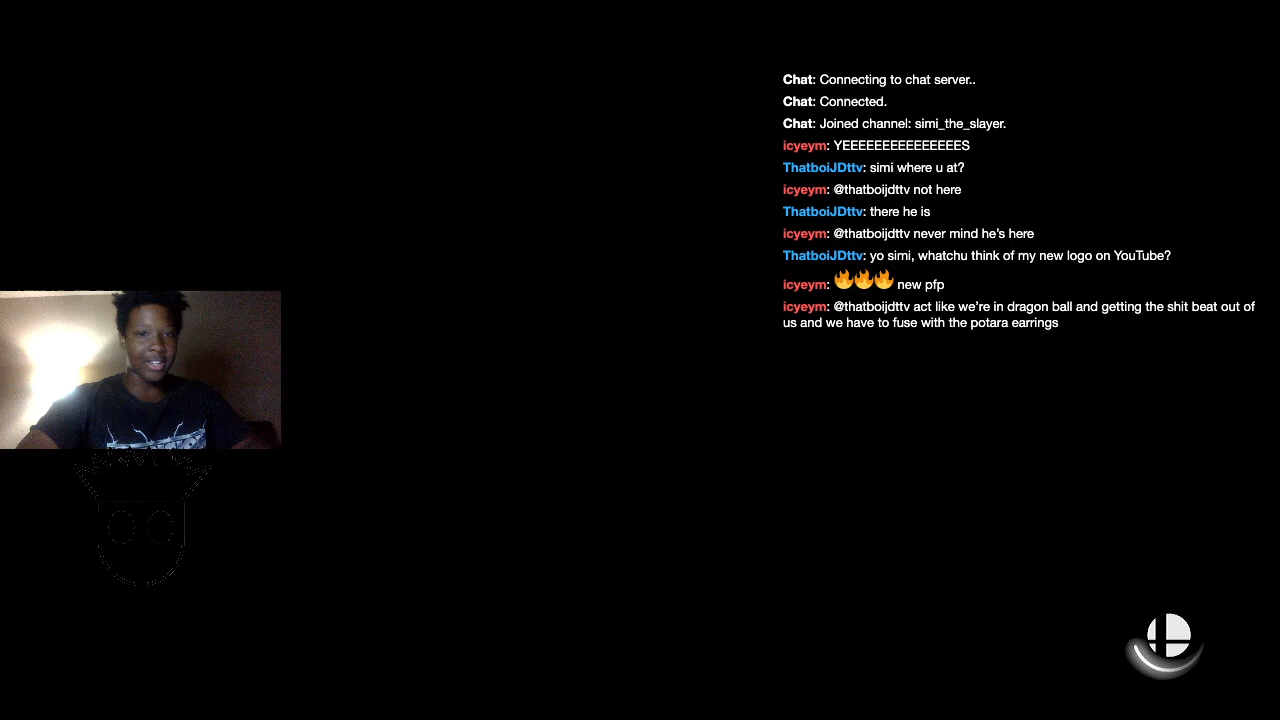 Chat: Connecting to chat server..
Chat: Connected.
Chat: Joined channel: simi_the_slayer.
icyeym: YEEEEEEEEEEEEEEES
ThatboiJDttv: simi where u at?
icyeym: @thatboijdttv not here
ThatboiJDttv: there he is
icyeym: @thatboijdttv never mind he’s here
ThatboiJDttv: yo simi, whatchu think of my new logo on YouTube?
icyeym: 🔥🔥🔥 new pfp
icyeym: @thatboijdttv act like we’re in dragon ball and getting the shit beat out of
us and we have to fuse with the potara earrings